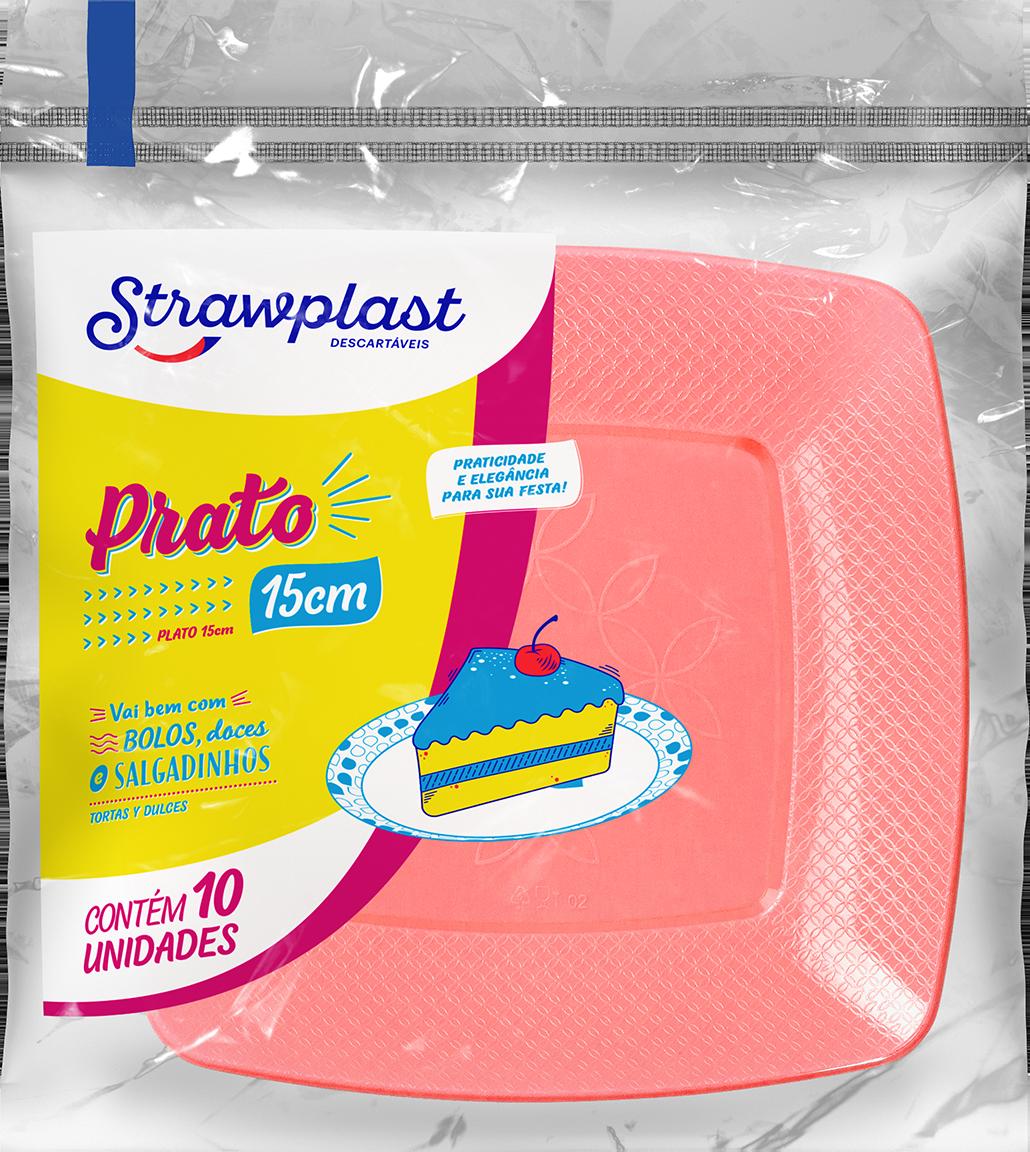 Strawplast
DESCARTÁVEIS
Prato
15cm
PLATO 15cm
PRATICIDADE
E ELEGÂNCIA
PARA SUA FESTA!
Vai bem com
BOLOS, doces
e SALGADINHOS
TORTAS Y DULCES
CONTÉM 10
UNIDADES